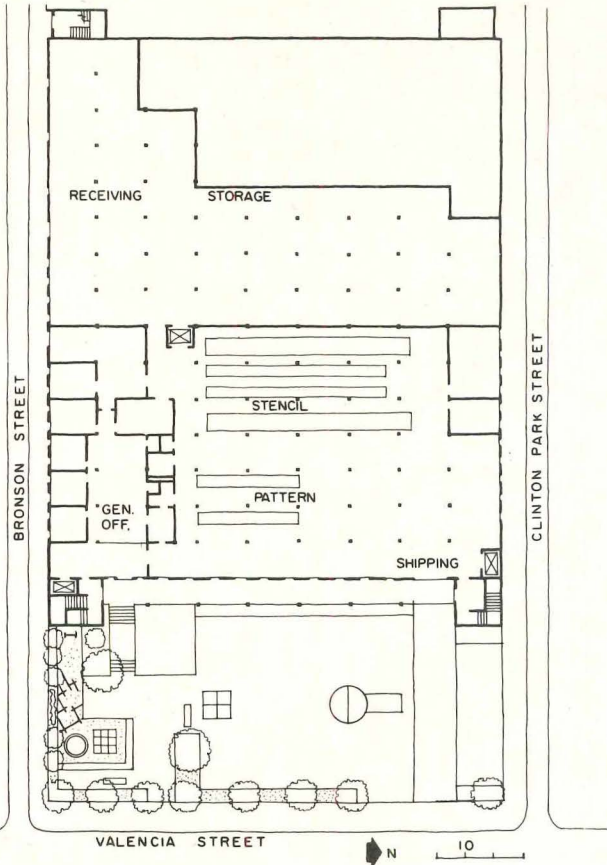 RECEIVING
STORAGE
STENCIL
PATTERN
GEN.
OFF.
SHIPPING
BRONSON STREET
CLINTON PARK STREET
VALENCIA STREET
N
10